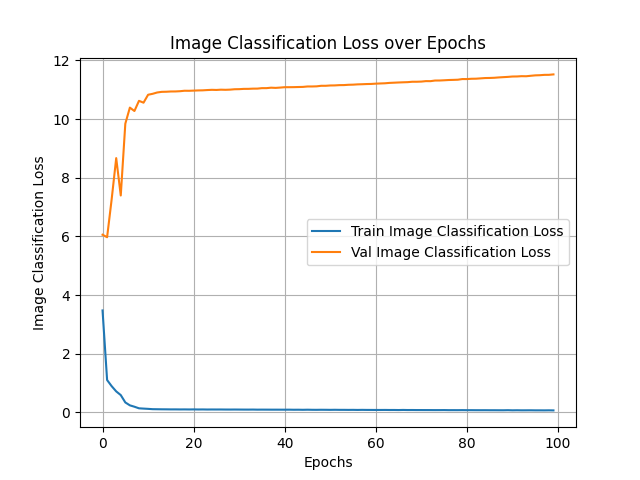 Image Classification Loss over Epochs
Image Classification Loss
12
10
8
6
4
2
0
Train Image Classification Loss
Val Image Classification Loss
0
20
40
60
80
100
Epochs